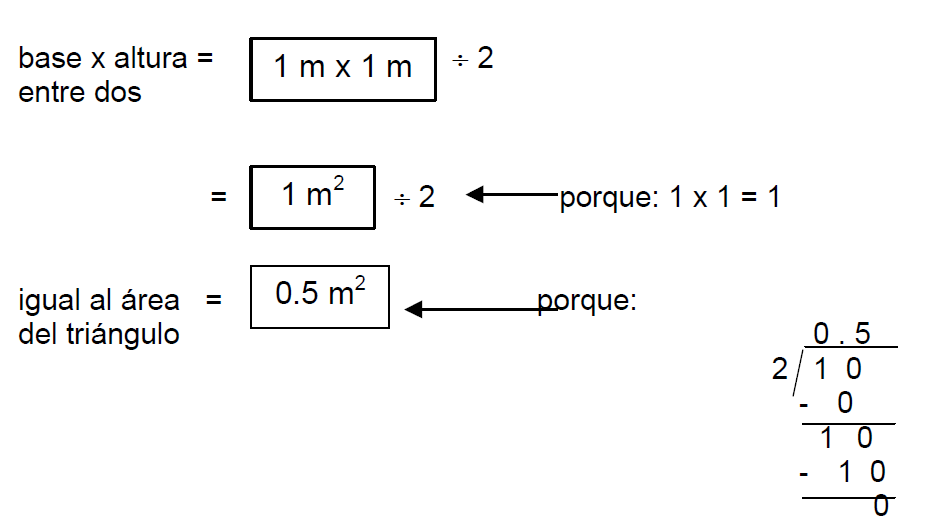 base x altura = 1 m x 1 m ÷ 2
entre dos
= 1 m² ÷ 2 porque: 1 x 1 = 1
igual al área = 0.5 m² porque:
del triángulo
0 . 5
2 1 0
- 0
1 0
- 1 0
0